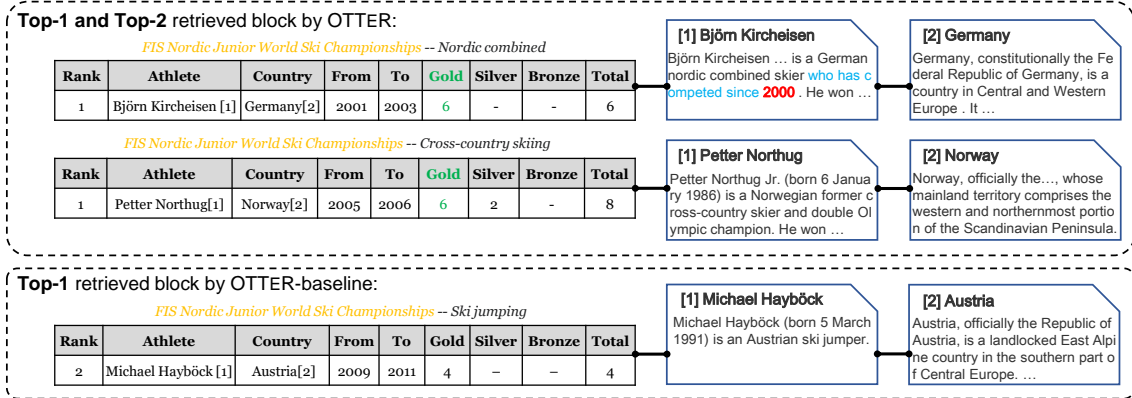 Top-1 and Top-2 retrieved block by OTTER:
FIS Nordic Junior World Ski Championships -- Nordic combined
Rank Athlete Country From To Gold Silver Bronze Total
1 Björn Kircheisen [1] Germany[2] 2001 2003 6 - - 6
[1] Björn Kircheisen
Björn Kircheisen … is a German
nordic combined skier who has c
ompeted since 2000 . He won …
[2] Germany
Germany, constitutionally the Fe
deral Republic of Germany, is a
country in Central and Western
Europe . It …
FIS Nordic Junior World Ski Championships -- Cross-country skiing
Rank Athlete Country From To Gold Silver Bronze Total
1 Petter Northug[1] Norway[2] 2005 2006 6 2 - 8
[1] Petter Northug
Petter Northug Jr. (born 6 Janua
ry 1986) is a Norwegian former c
ross-country skier and double Ol
ympic champion. He won …
[2] Norway
Norway, officially the…, whose
mainland territory comprises the
western and northernmost portio
n of the Scandinavian Peninsula.
Top-1 retrieved block by OTTER-baseline:
FIS Nordic Junior World Ski Championships -- Ski jumping
Rank Athlete Country From To Gold Silver Bronze Total
2 Michael Hayböck [1] Austria[2] 2009 2011 4 – – 4
[1] Michael Hayböck
Michael Hayböck (born 5 March
1991) is an Austrian ski jumper.
[2] Austria
Austria, officially the Republic of
Austria, is a landlocked East Alpi
ne country in the southern part o
f Central Europe. …